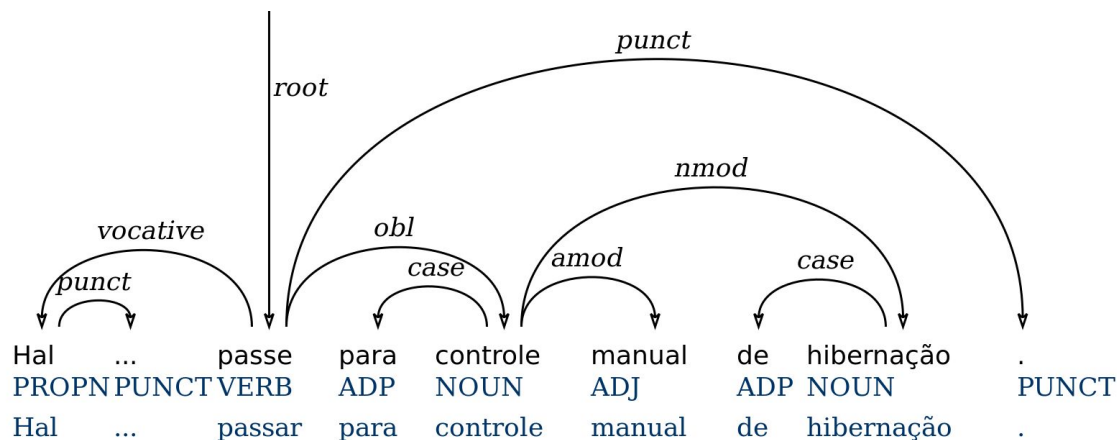 punct
root
nmod
vocative obl
punct case amod case
Hal ... passe para controle manual de hibernação .
PROPN PUNCT VERB ADP NOUN ADJ ADP NOUN PUNCT
Hal ... passar para controle manual de hibernação .